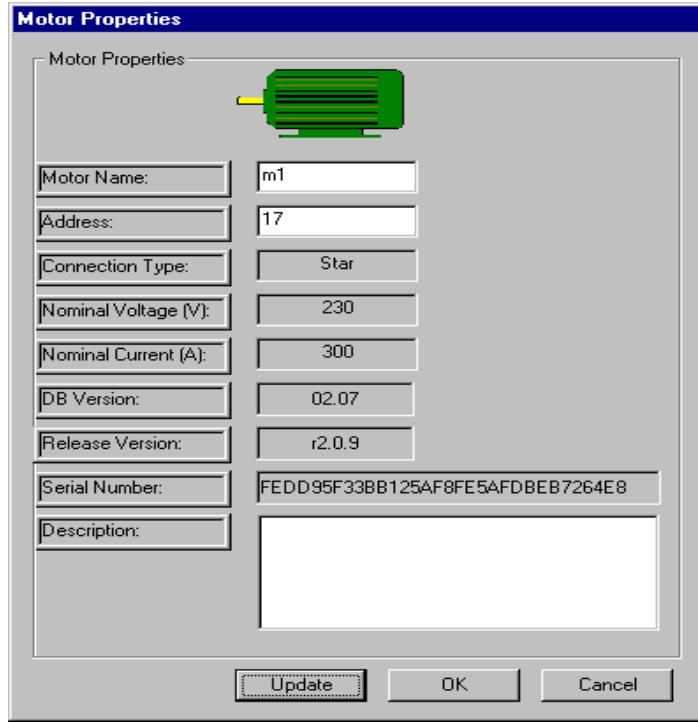 Motor Properties
Motor Properties
Motor Name: m1
Address: 17
Connection Type: Star
Nominal Voltage (V): 230
Nominal Current (A): 300
DB Version: 02.07
Release Version: r2.0.9
Serial Number: FEDD95F33BB125AF8FE5AFDBEB7264E8
Description:
Update OK Cancel